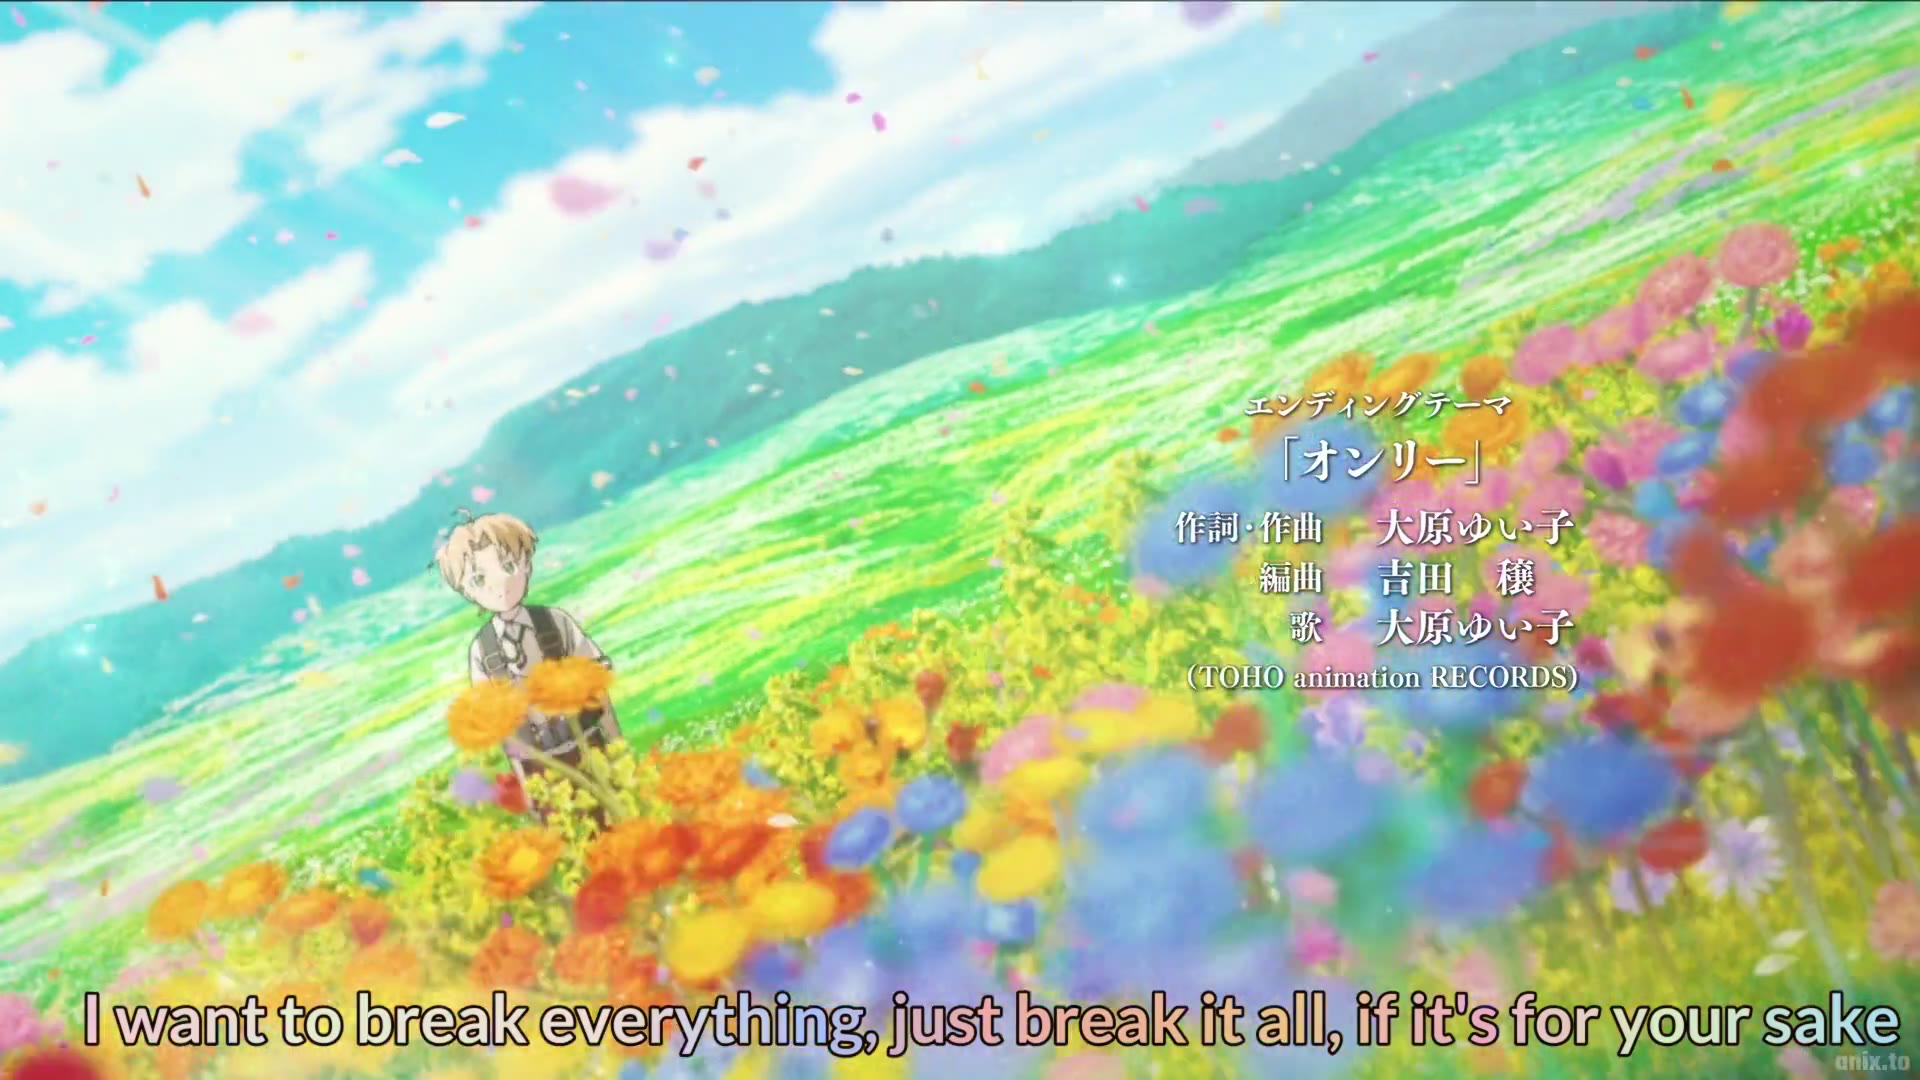 エンディングテーマ
「オンリー」
作詞・作曲 大原ゆい子
編曲 吉田 穣
歌 大原ゆい子
(TOHO animation RECORDS)
I want to break everything, just break it all, if it's for your sake
anix.to